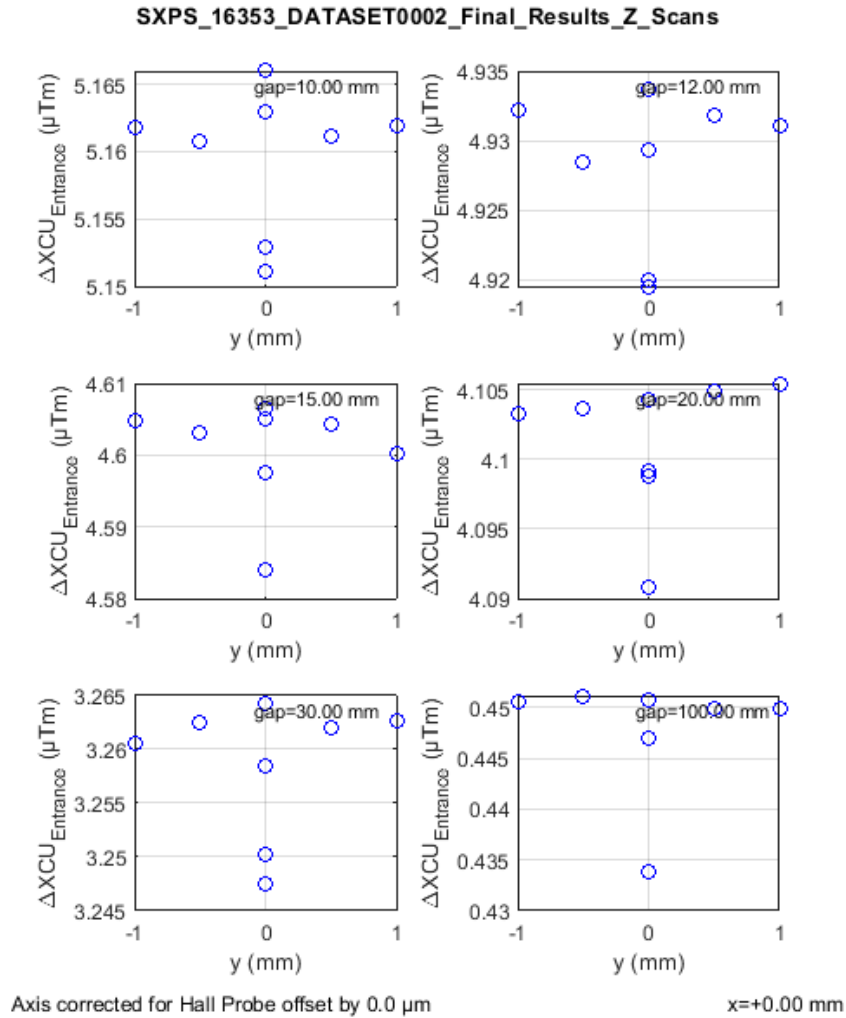 SXPS_16353_DATASET0002_Final_Results_Z_Scans
ΔXCU_Entrance (μTm)
5.165
5.16
5.155
5.15
gap=10.00 mm
-1 0 1
y (mm)
ΔXCU_Entrance (μTm)
4.935
4.93
4.925
4.92
gap=12.00 mm
-1 0 1
y (mm)
ΔXCU_Entrance (μTm)
4.61
4.6
4.59
4.58
gap=15.00 mm
-1 0 1
y (mm)
ΔXCU_Entrance (μTm)
4.105
4.1
4.095
4.09
gap=20.00 mm
-1 0 1
y (mm)
ΔXCU_Entrance (μTm)
3.265
3.26
3.255
3.25
3.245
gap=30.00 mm
-1 0 1
y (mm)
ΔXCU_Entrance (μTm)
0.45
0.445
0.44
0.435
0.43
gap=100.00 mm
-1 0 1
y (mm)
Axis corrected for Hall Probe offset by 0.0 μm
x=+0.00 mm